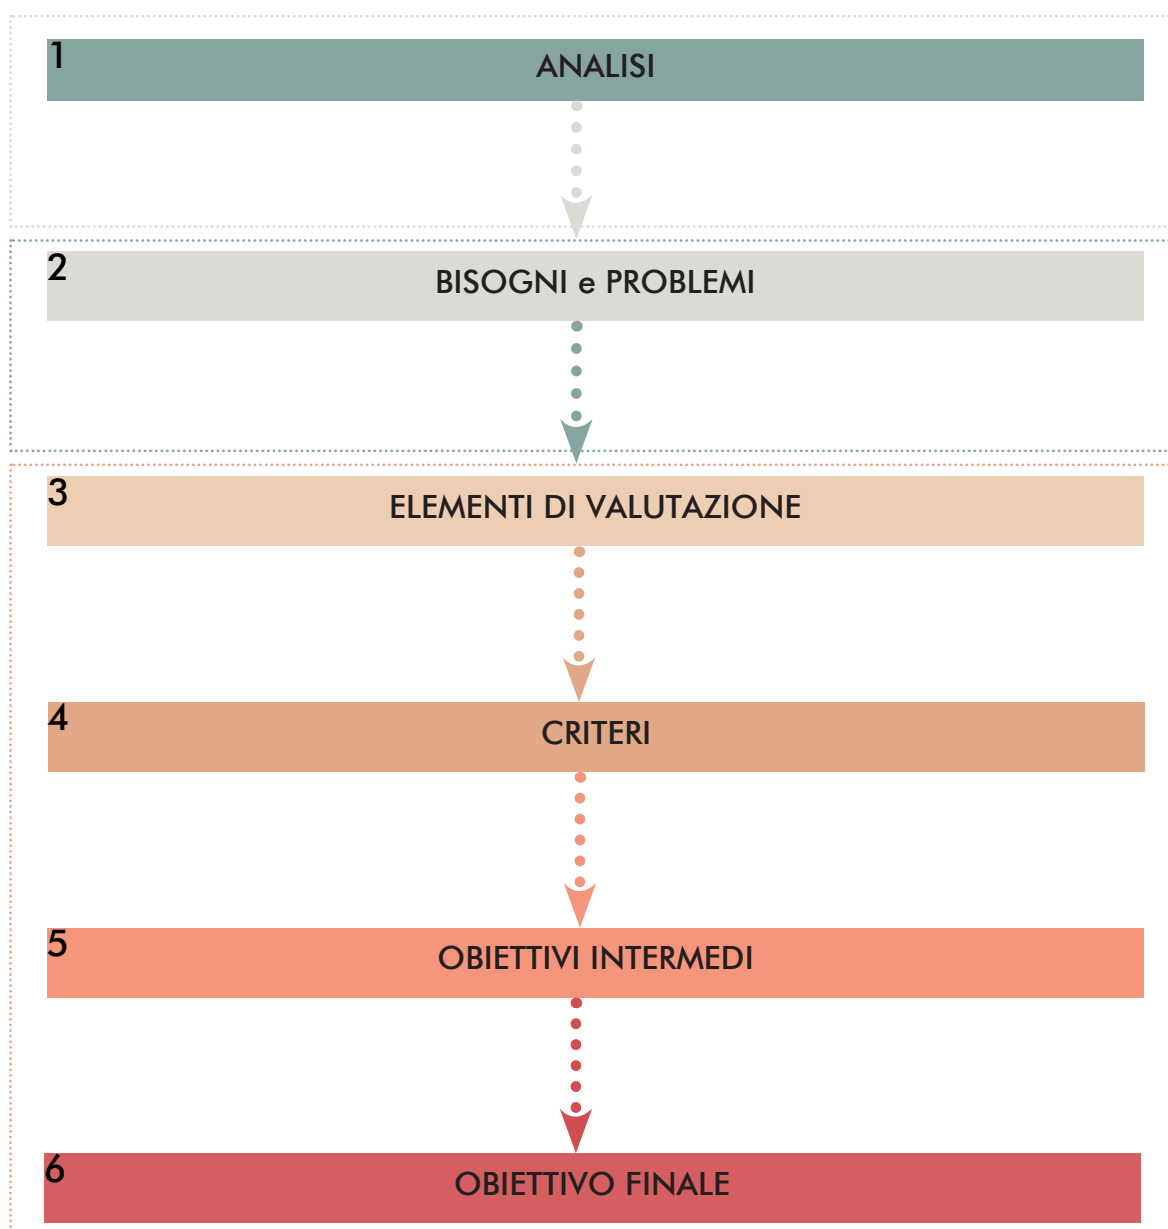 1
ANALISI
2
BISOGNI e PROBLEMI
3
ELEMENTI DI VALUTAZIONE
4
CRITERI
5
OBIETTIVI INTERMEDI
6
OBIETTIVO FINALE